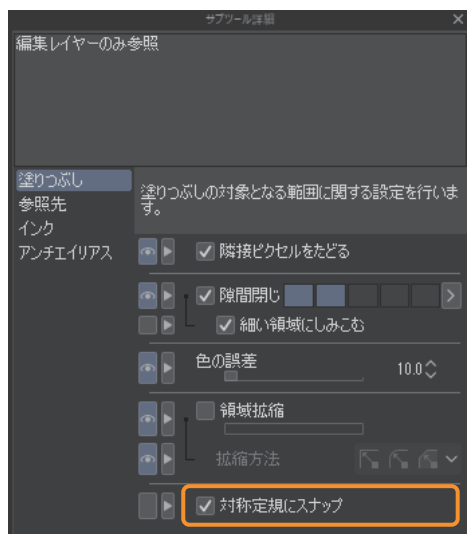 サブツール詳細
編集レイヤーのみ参照
塗りつぶし
参照先
インク
アンチエイリアス
塗りつぶしの対象となる範囲に関する設定を行いま
す。
隣接ピクセルをたどる
隙間閉じ
細い領域にしみこむ
色の誤差
10.0
領域拡縮
拡縮方法
対称定規にスナップ